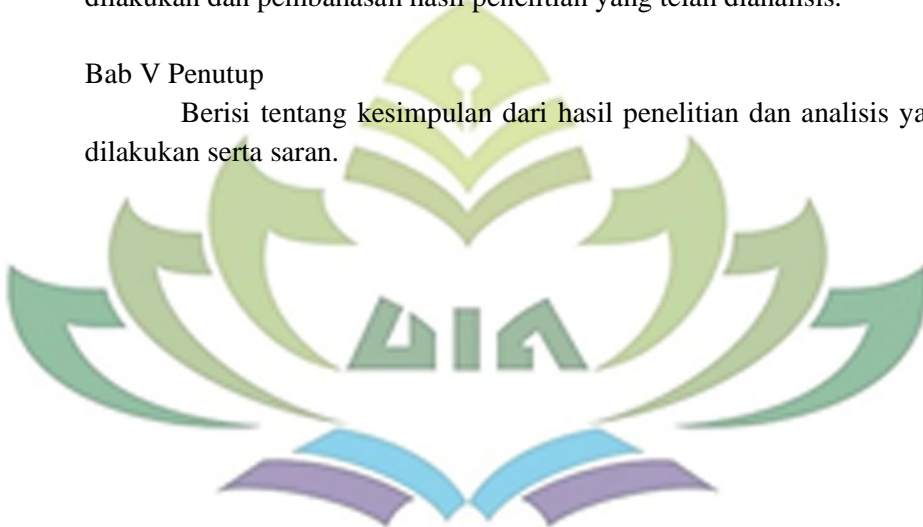 dilakukan dan pembahasan hasil penelitian yang telah dianalisis.
Bab V Penutup
Berisi tentang kesimpulan dari hasil penelitian dan analisis ya
dilakukan serta saran.
UIN